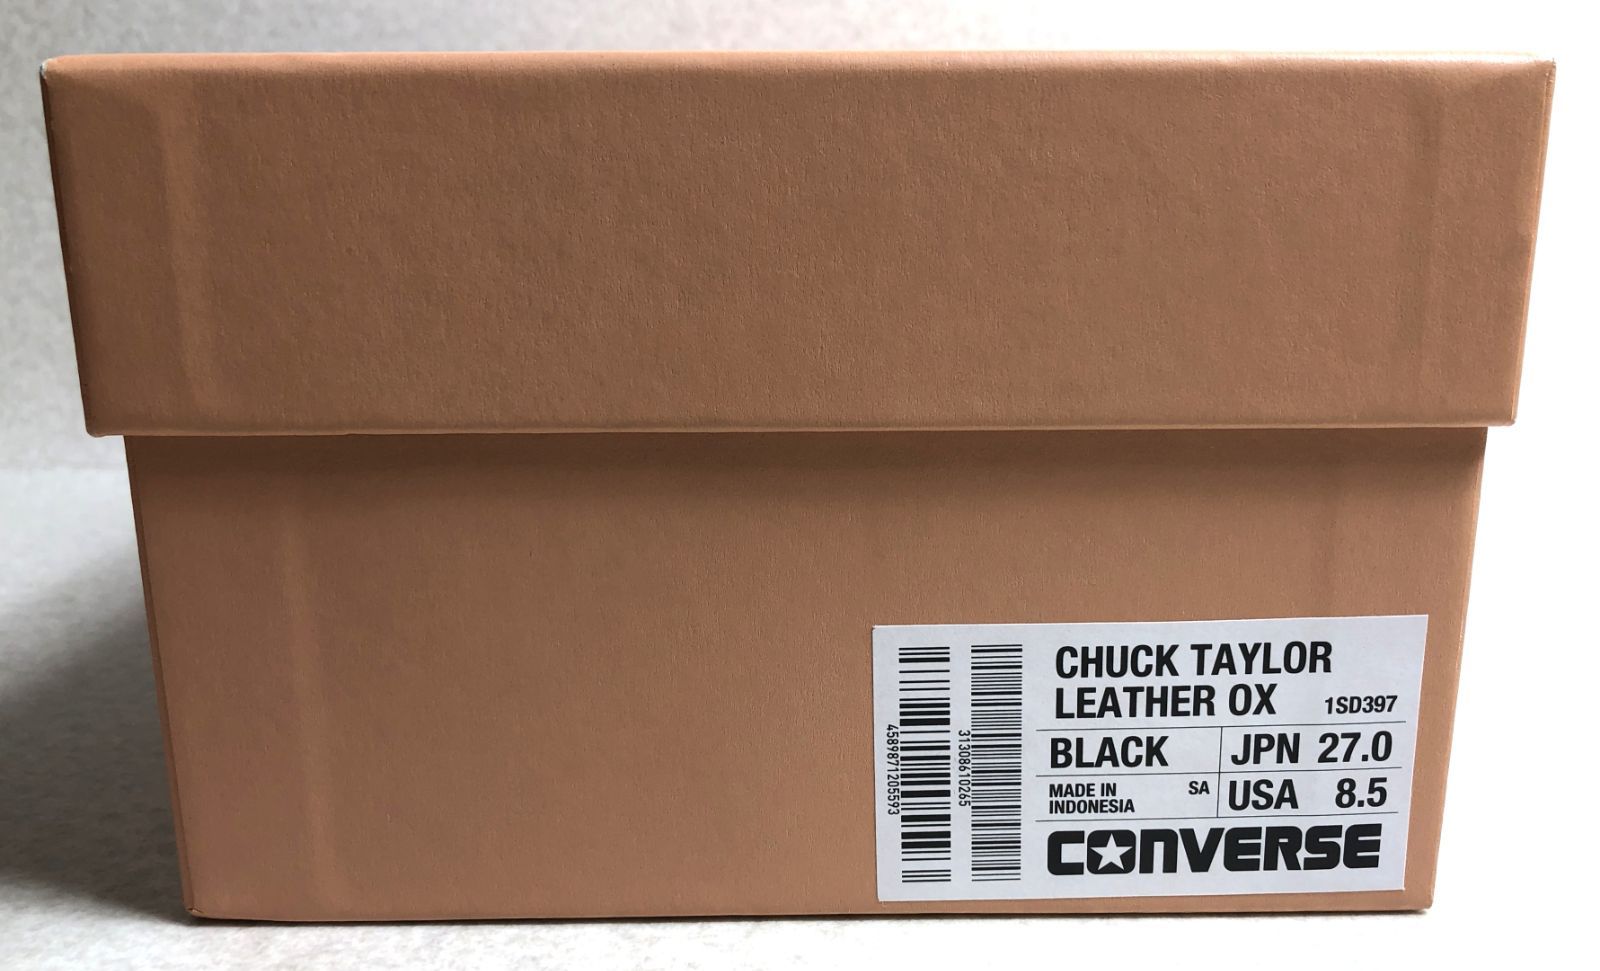 CHUCK TAYLOR
LEATHER OX 1SD397
BLACK JPN 27.0
MADE IN
INDONESIA SA USA 8.5
CONVERSE
4589871205593
3130861026​5